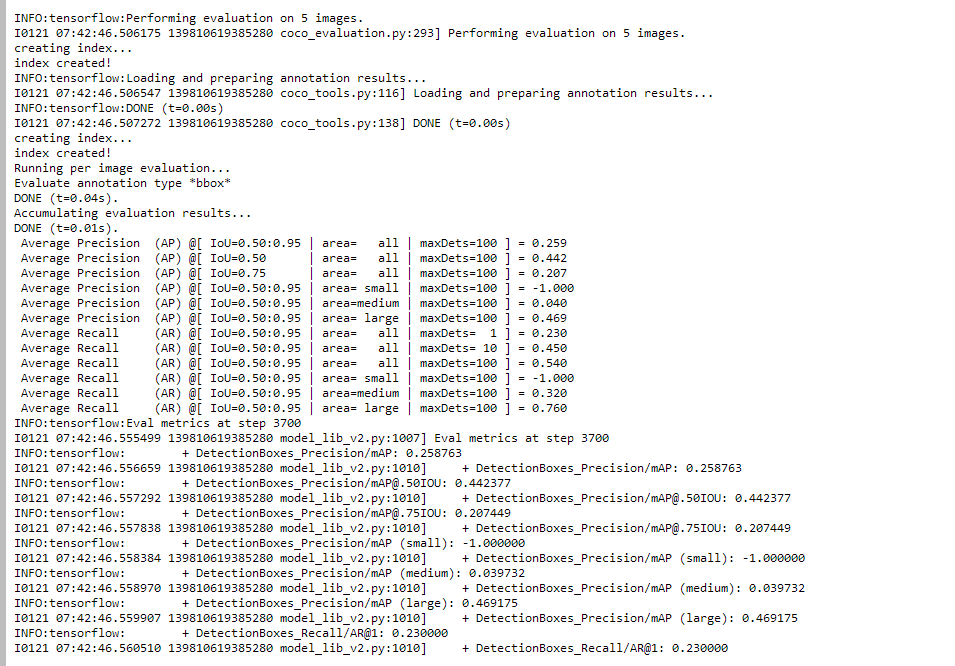 INFO:tensorflow:Performing evaluation on 5 images.
I0121 07:42:46.506175 139810619385280 coco_evaluation.py:293] Performing evaluation on 5 images.
creating index...
index created!
INFO:tensorflow:Loading and preparing annotation results...
I0121 07:42:46.506547 139810619385280 coco_tools.py:116] Loading and preparing annotation results...
INFO:tensorflow:DONE (t=0.00s)
I0121 07:42:46.507272 139810619385280 coco_tools.py:138] DONE (t=0.00s)
creating index...
index created!
Running per image evaluation...
Evaluate annotation type *bbox*
DONE (t=0.04s).
Accumulating evaluation results...
DONE (t=0.01s).
 Average Precision  (AP) @[ IoU=0.50:0.95 | area=   all | maxDets=100 ] = 0.259
 Average Precision  (AP) @[ IoU=0.50      | area=   all | maxDets=100 ] = 0.442
 Average Precision  (AP) @[ IoU=0.75      | area=   all | maxDets=100 ] = 0.207
 Average Precision  (AP) @[ IoU=0.50:0.95 | area= small | maxDets=100 ] = -1.000
 Average Precision  (AP) @[ IoU=0.50:0.95 | area=medium | maxDets=100 ] = 0.040
 Average Precision  (AP) @[ IoU=0.50:0.95 | area= large | maxDets=100 ] = 0.469
 Average Recall     (AR) @[ IoU=0.50:0.95 | area=   all | maxDets=  1 ] = 0.230
 Average Recall     (AR) @[ IoU=0.50:0.95 | area=   all | maxDets= 10 ] = 0.450
 Average Recall     (AR) @[ IoU=0.50:0.95 | area=   all | maxDets=100 ] = 0.540
 Average Recall     (AR) @[ IoU=0.50:0.95 | area= small | maxDets=100 ] = -1.000
 Average Recall     (AR) @[ IoU=0.50:0.95 | area=medium | maxDets=100 ] = 0.320
 Average Recall     (AR) @[ IoU=0.50:0.95 | area= large | maxDets=100 ] = 0.760
INFO:tensorflow:Eval metrics at step 3700
I0121 07:42:46.555499 139810619385280 model_lib_v2.py:1007] Eval metrics at step 3700
INFO:tensorflow:        + DetectionBoxes_Precision/mAP: 0.258763
I0121 07:42:46.556659 139810619385280 model_lib_v2.py:1010]     + DetectionBoxes_Precision/mAP: 0.258763
INFO:tensorflow:        + DetectionBoxes_Precision/mAP@.50IOU: 0.442377
I0121 07:42:46.557292 139810619385280 model_lib_v2.py:1010]     + DetectionBoxes_Precision/mAP@.50IOU: 0.442377
INFO:tensorflow:        + DetectionBoxes_Precision/mAP@.75IOU: 0.207449
I0121 07:42:46.557838 139810619385280 model_lib_v2.py:1010]     + DetectionBoxes_Precision/mAP@.75IOU: 0.207449
INFO:tensorflow:        + DetectionBoxes_Precision/mAP (small): -1.000000
I0121 07:42:46.558384 139810619385280 model_lib_v2.py:1010]     + DetectionBoxes_Precision/mAP (small): -1.000000
INFO:tensorflow:        + DetectionBoxes_Precision/mAP (medium): 0.039732
I0121 07:42:46.558970 139810619385280 model_lib_v2.py:1010]     + DetectionBoxes_Precision/mAP (medium): 0.039732
INFO:tensorflow:        + DetectionBoxes_Precision/mAP (large): 0.469175
I0121 07:42:46.559907 139810619385280 model_lib_v2.py:1010]     + DetectionBoxes_Precision/mAP (large): 0.469175
INFO:tensorflow:        + DetectionBoxes_Recall/AR@1: 0.230000
I0121 07:42:46.560510 139810619385280 model_lib_v2.py:1010]     + DetectionBoxes_Recall/AR@1: 0.230000